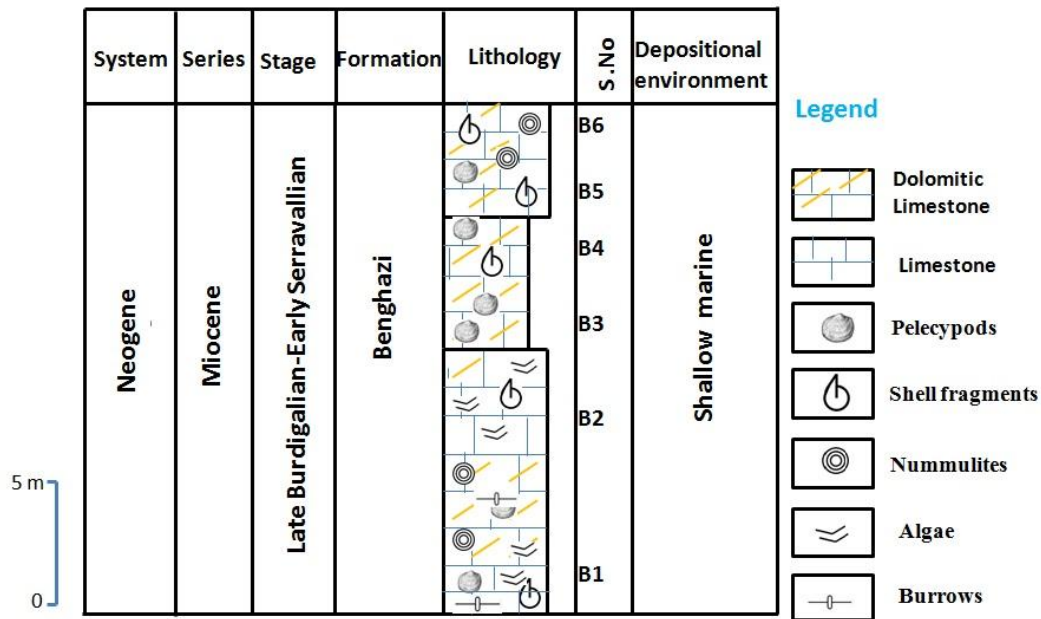 System
Series
Stage
Formation
Lithology
S.No
Depositional
environment
Neogene
Miocene
Late Burdigalian-Early Serravallian
Benghazi
B6
B5
B4
B3
B2
B1
Shallow marine
5 m
0
Legend
Dolomitic
Limestone
Limestone
Pelecypods
Shell fragments
Nummulites
Algae
Burrows